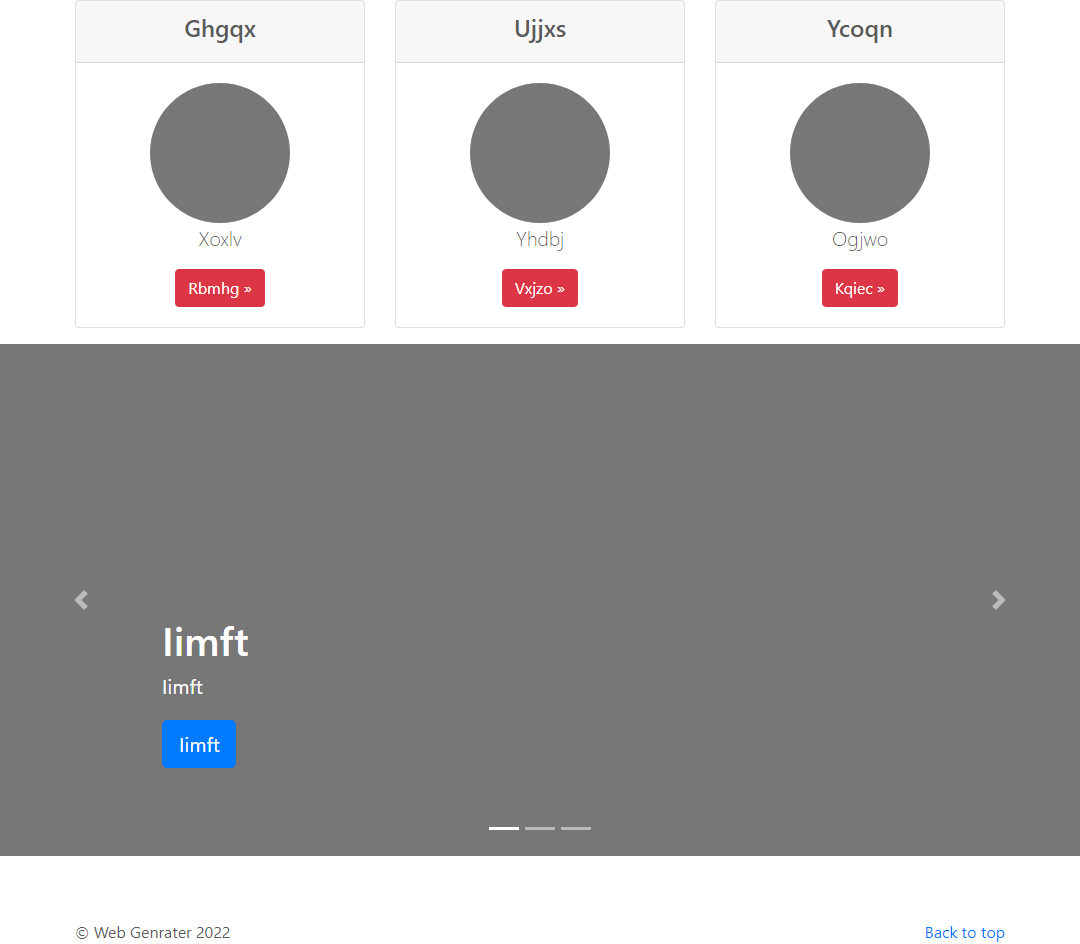 Ghgqx
Ujjxs
Ycoqn
Xoxlv
Yhdbj
Ogjwo
Rbmhg »
Vxjzo »
Kqiec »
Iimft
Iimft
Iimft
© Web Genrater 2022
Back to top